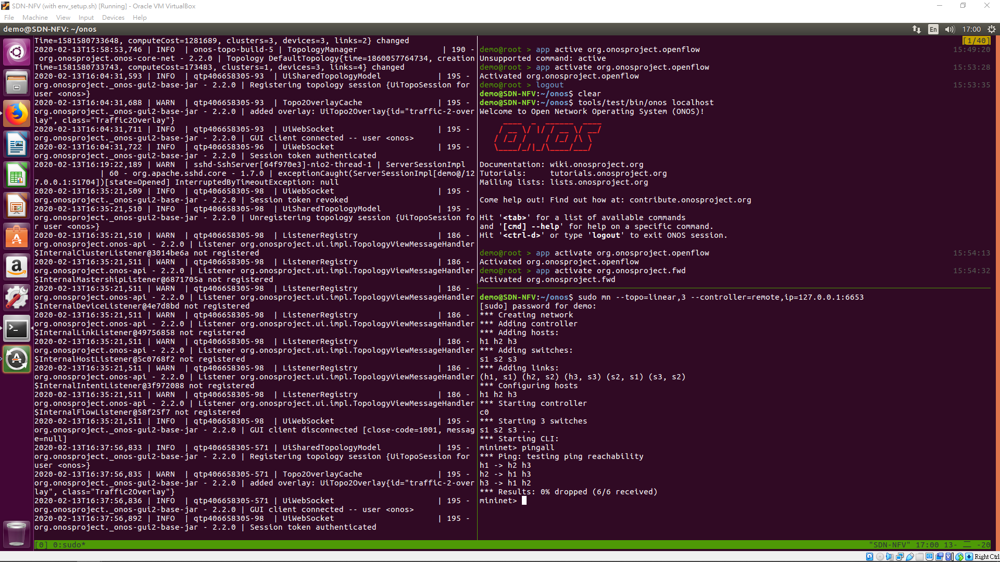 SDN-NFV (with env_setup.sh) [Running] - Oracle VM VirtualBox
File Machine View Input Devices Help
demo@SDN-NFV: ~/onos
En
17:00
Time=1581580733648, computeCost=1281689, clusters=3, devices=3, links=2} changed
2020-02-13T15:58:53,746 | INFO  | onos-topo-build-5 | TopologyManager                  | 190 -
 org.onosproject.onos-core-net - 2.2.0 | Topology DefaultTopology{time=1860057764734, creation
Time=1581580733743, computeCost=173483, clusters=1, devices=3, links=4} changed
2020-02-13T16:04:31,593 | INFO  | qtp406658305-93  | UiSharedTopologyModel            | 195 -
org.onosproject._onos-gui2-base-jar - 2.2.0 | Registering topology session {UiTopoSession for
user <onos>}
2020-02-13T16:04:31,688 | WARN  | qtp406658305-93  | Topo2OverlayCache                | 195 -
org.onosproject._onos-gui2-base-jar - 2.2.0 | added overlay: UiTopo2Overlay{id="traffic-2-over
lay", class="Traffic2Overlay"}
2020-02-13T16:04:31,711 | INFO  | qtp406658305-93  | UiWebSocket                      | 195 -
org.onosproject._onos-gui2-base-jar - 2.2.0 | GUI client connected -- user <onos>
2020-02-13T16:04:31,722 | INFO  | qtp406658305-96  | UiWebSocket                      | 195 -
org.onosproject._onos-gui2-base-jar - 2.2.0 | Session token authenticated
2020-02-13T16:19:22,189 | WARN  | sshd-SshServer[64f970e3]-nio2-thread-1 | ServerSessionImpl
              | 60 - org.apache.sshd.core - 1.7.0 | exceptionCaught(ServerSessionImpl[demo@/12
7.0.0.1:51704])[state=Opened] InterruptedByTimeoutException: null
2020-02-13T16:35:21,509 | INFO  | qtp406658305-98  | UiWebSocket                      | 195 -
org.onosproject._onos-gui2-base-jar - 2.2.0 | Session token revoked
2020-02-13T16:35:21,510 | INFO  | qtp406658305-98  | UiSharedTopologyModel            | 195 -
org.onosproject._onos-gui2-base-jar - 2.2.0 | Unregistering topology session {UiTopoSession fo
r user <onos>}
2020-02-13T16:35:21,510 | WARN  | qtp406658305-98  | ListenerRegistry                 | 186 -
org.onosproject.onos-api - 2.2.0 | Listener org.onosproject.ui.impl.TopologyViewMessageHandler
$InternalClusterListener@3014be6a not registered
2020-02-13T16:35:21,511 | WARN  | qtp406658305-98  | ListenerRegistry                 | 186 -
org.onosproject.onos-api - 2.2.0 | Listener org.onosproject.ui.impl.TopologyViewMessageHandler
$InternalMastershipListener@6871705a not registered
2020-02-13T16:35:21,511 | WARN  | qtp406658305-98  | ListenerRegistry                 | 186 -
org.onosproject.onos-api - 2.2.0 | Listener org.onosproject.ui.impl.TopologyViewMessageHandler
$InternalDeviceListener@4e7d8bd not registered
2020-02-13T16:35:21,511 | WARN  | qtp406658305-98  | ListenerRegistry                 | 186 -
org.onosproject.onos-api - 2.2.0 | Listener org.onosproject.ui.impl.TopologyViewMessageHandler
$InternalLinkListener@49756858 not registered
2020-02-13T16:35:21,511 | WARN  | qtp406658305-98  | ListenerRegistry                 | 186 -
org.onosproject.onos-api - 2.2.0 | Listener org.onosproject.ui.impl.TopologyViewMessageHandler
$InternalHostListener@5c0768f2 not registered
2020-02-13T16:35:21,511 | WARN  | qtp406658305-98  | ListenerRegistry                 | 186 -
org.onosproject.onos-api - 2.2.0 | Listener org.onosproject.ui.impl.TopologyViewMessageHandler
$InternalIntentListener@3f972088 not registered
2020-02-13T16:35:21,511 | WARN  | qtp406658305-98  | ListenerRegistry                 | 186 -
org.onosproject.onos-api - 2.2.0 | Listener org.onosproject.ui.impl.TopologyViewMessageHandler
$InternalFlowListener@58f25f7 not registered
2020-02-13T16:35:21,511 | INFO  | qtp406658305-98  | UiWebSocket                      | 195 -
org.onosproject._onos-gui2-base-jar - 2.2.0 | GUI client disconnected [close-code=1001, messag
e=null]
2020-02-13T16:37:56,833 | INFO  | qtp406658305-571 | UiSharedTopologyModel            | 195 -
org.onosproject._onos-gui2-base-jar - 2.2.0 | Registering topology session {UiTopoSession for
user <onos>}
2020-02-13T16:37:56,835 | WARN  | qtp406658305-571 | Topo2OverlayCache                | 195 -
org.onosproject._onos-gui2-base-jar - 2.2.0 | added overlay: UiTopo2Overlay{id="traffic-2-over
lay", class="Traffic2Overlay"}
2020-02-13T16:37:56,836 | INFO  | qtp406658305-571 | UiWebSocket                      | 195 -
org.onosproject._onos-gui2-base-jar - 2.2.0 | GUI client connected -- user <onos>
2020-02-13T16:37:56,892 | INFO  | qtp406658305-98  | UiWebSocket                      | 195 -
org.onosproject._onos-gui2-base-jar - 2.2.0 | Session token authenticated
[1/40]
demo@root > app active org.onosproject.openflow 15:49:20
Unsupported command: active
demo@root > app activate org.onosproject.openflow 15:53:28
Activated org.onosproject.openflow
demo@root > logout 15:53:35
demo@SDN-NFV:~/onos$ clear
demo@SDN-NFV:~/onos$ tools/test/bin/onos localhost
Welcome to Open Network Operating System (ONOS)!
     ____  _  ______  ____
    / __ \/ |/ / __ \/ __/
   / /_/ /    / /_/ /\ \
   \____/_/|_/\____/___/
Documentation: wiki.onosproject.org
Tutorials:     tutorials.onosproject.org
Mailing lists: lists.onosproject.org
Come help out! Find out how at: contribute.onosproject.org
Hit '<tab>' for a list of available commands
and '[cmd] --help' for help on a specific command.
Hit '<ctrl-d>' or type 'logout' to exit ONOS session.
demo@root > app activate org.onosproject.openflow 15:54:13
Activated org.onosproject.openflow
demo@root > app activate org.onosproject.fwd 15:54:32
Activated org.onosproject.fwd
demo@SDN-NFV:~/onos$ sudo mn --topo=linear,3 --controller=remote,ip=127.0.0.1:6653
[sudo] password for demo:
*** Creating network
*** Adding controller
*** Adding hosts:
h1 h2 h3
*** Adding switches:
s1 s2 s3
*** Adding links:
(h1, s1) (h2, s2) (h3, s3) (s2, s1) (s3, s2)
*** Configuring hosts
h1 h2 h3
*** Starting controller
c0
*** Starting 3 switches
s1 s2 s3 ...
*** Starting CLI:
mininet> pingall
*** Ping: testing ping reachability
h1 -> h2 h3
h2 -> h1 h3
h3 -> h1 h2
*** Results: 0% dropped (6/6 received)
mininet>
[0] 0:sudo*
"SDN-NFV" 17:00 13- 二 -20
Right Ctrl